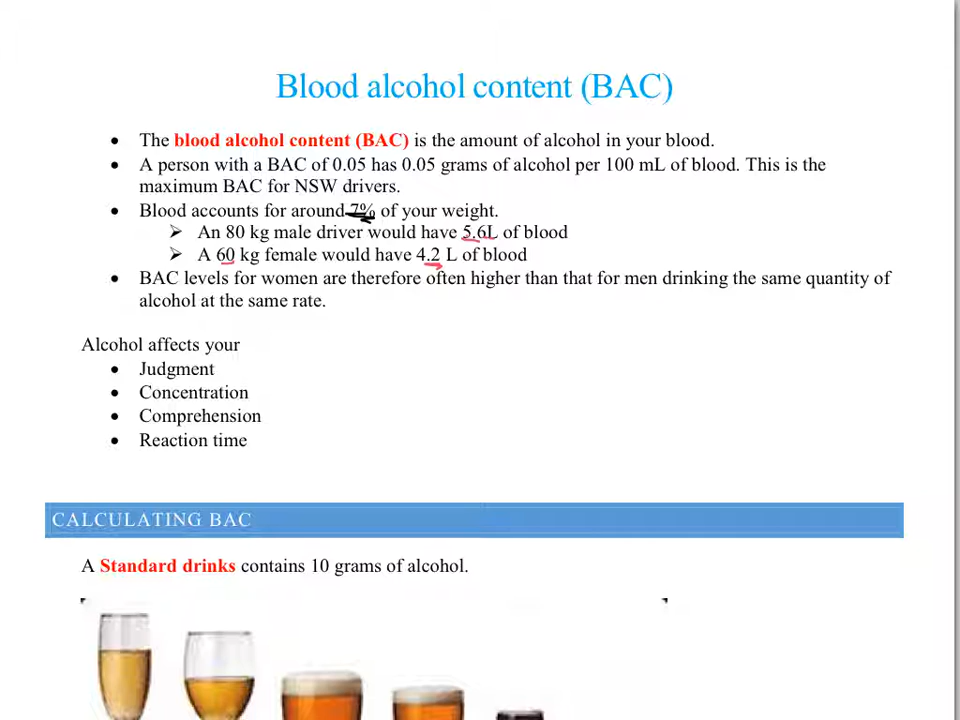 Blood alcohol content (BAC)
• The blood alcohol content (BAC) is the amount of alcohol in your blood.
• A person with a BAC of 0.05 has 0.05 grams of alcohol per 100 mL of blood. This is the
maximum BAC for NSW drivers.
• Blood accounts for around 7% of your weight.
➢ An 80 kg male driver would have 5.6L of blood
➢ A 60 kg female would have 4.2 L of blood
• BAC levels for women are therefore often higher than that for men drinking the same quantity of
alcohol at the same rate.
Alcohol affects your
• Judgment
• Concentration
• Comprehension
• Reaction time
CALCULATING BAC
A Standard drinks contains 10 grams of alcohol.